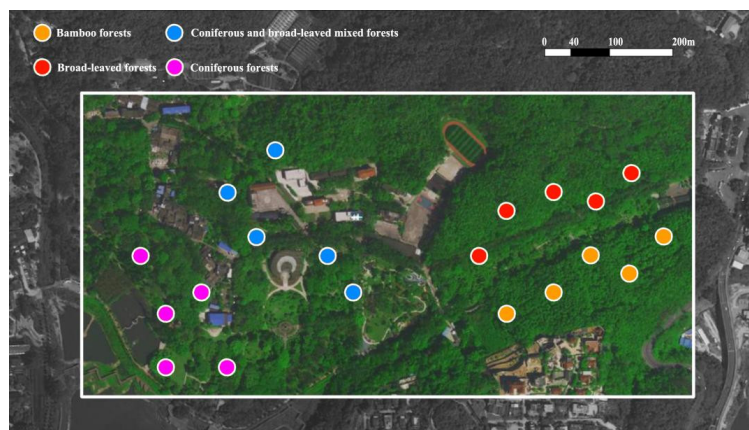 Bamboo forests
Coniferous and broad-leaved mixed forests
Broad-leaved forests
Coniferous forests
0 40 100 200m